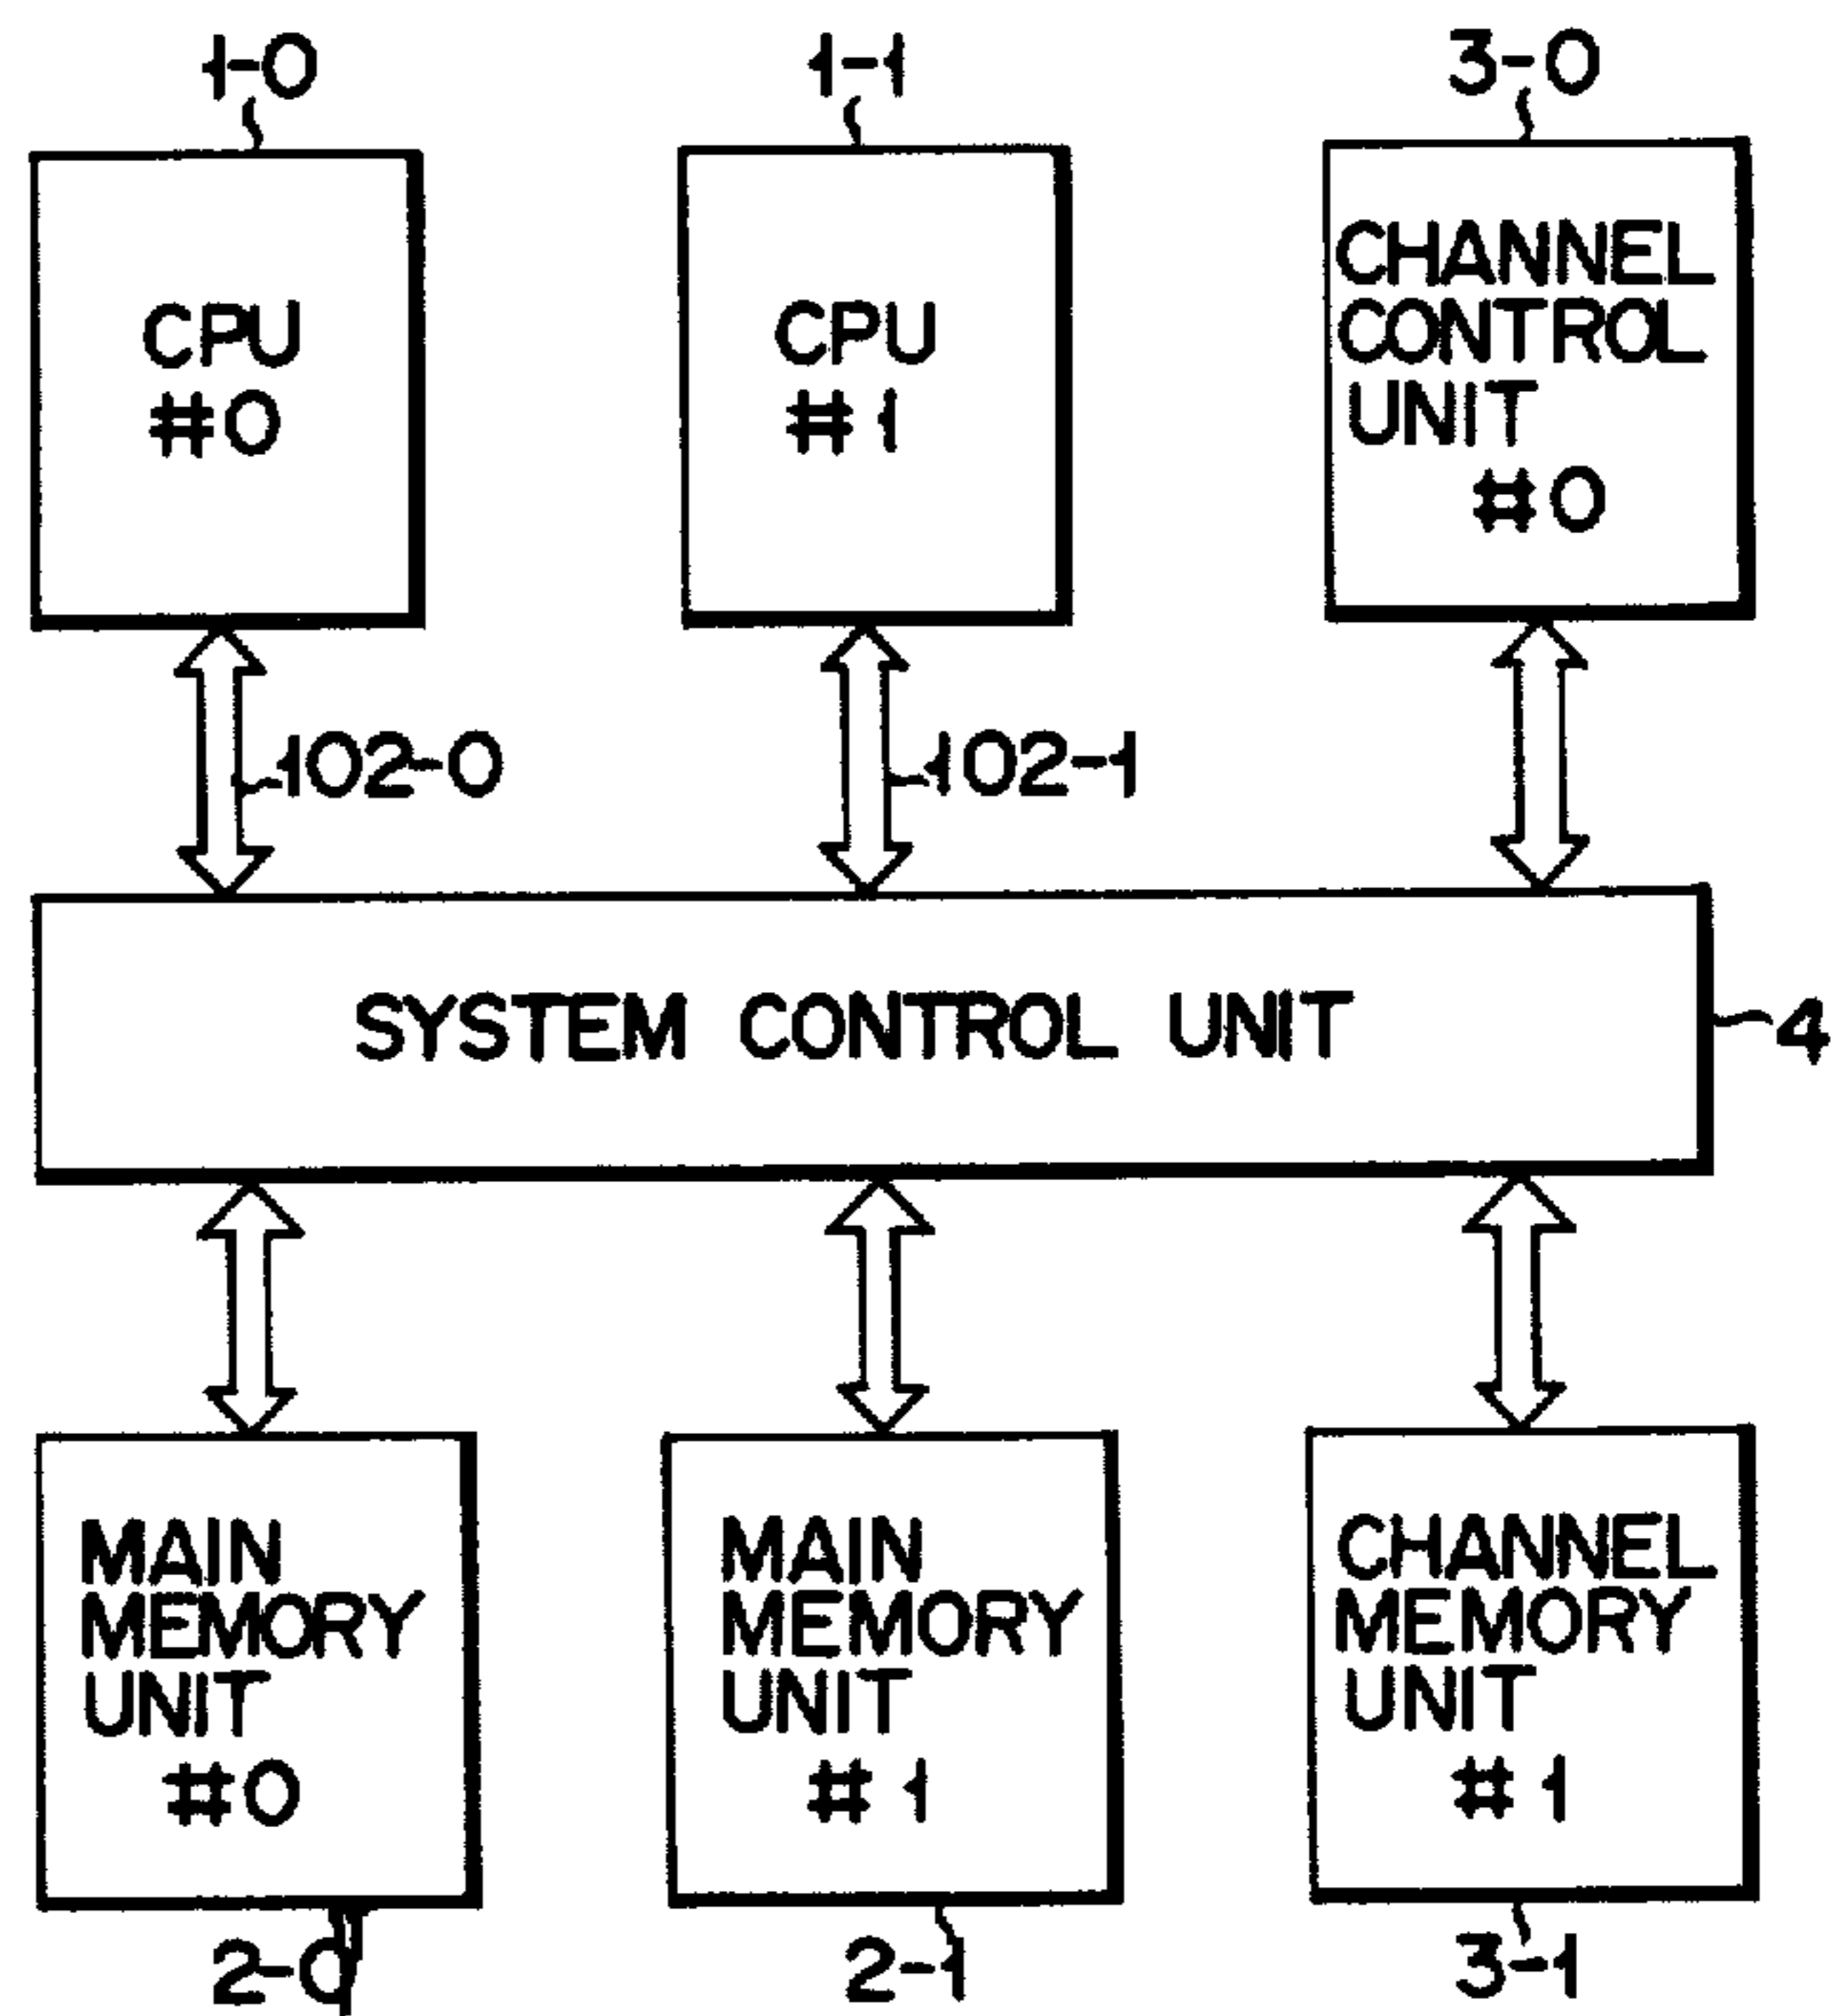 1-0
1-1
3-0
CPU
#0
CPU
#1
CHANNEL
CONTROL
UNIT
#0
102-0
102-1
SYSTEM CONTROL UNIT
4
MAIN
MEMORY
UNIT
#0
MAIN
MEMORY
UNIT
#1
CHANNEL
MEMORY
UNIT
#1
2-0
2-1
3-1